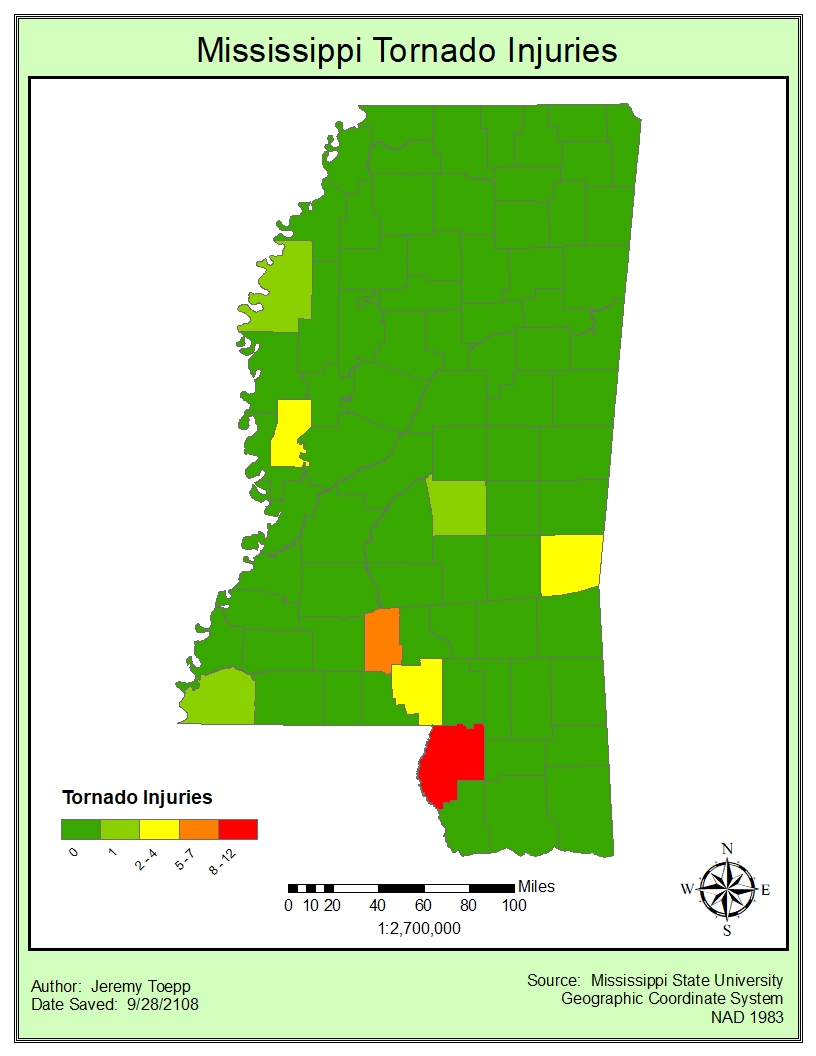 Mississippi Tornado Injuries
Tornado Injuries
0
1
2 - 4
5 - 7
8 - 12
Miles
0 10 20 40 60 80 100
1:2,700,000
N
W E
S
Author: Jeremy Toepp
Date Saved: 9/28/2108
Source: Mississippi State University
Geographic Coordinate System
NAD 1983